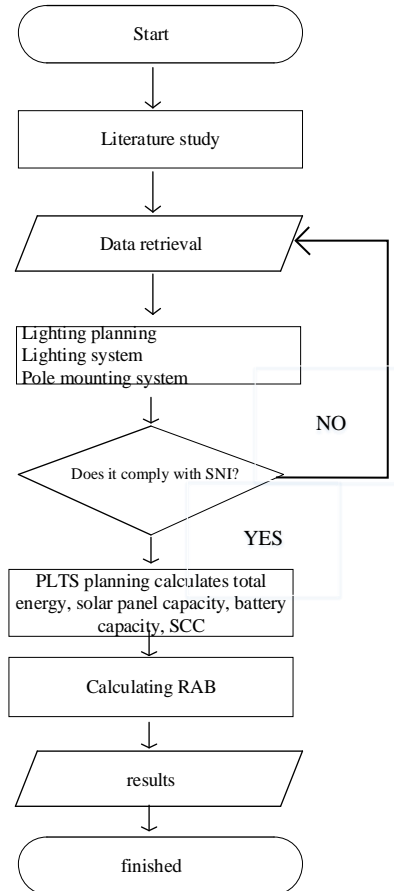 Start
Literature study
Data retrieval
Lighting planning
Lighting system
Pole mounting system
NO
Does it comply with SNI?
YES
PLTS planning calculates total
energy, solar panel capacity, battery
capacity, SCC
Calculating RAB
results
finished